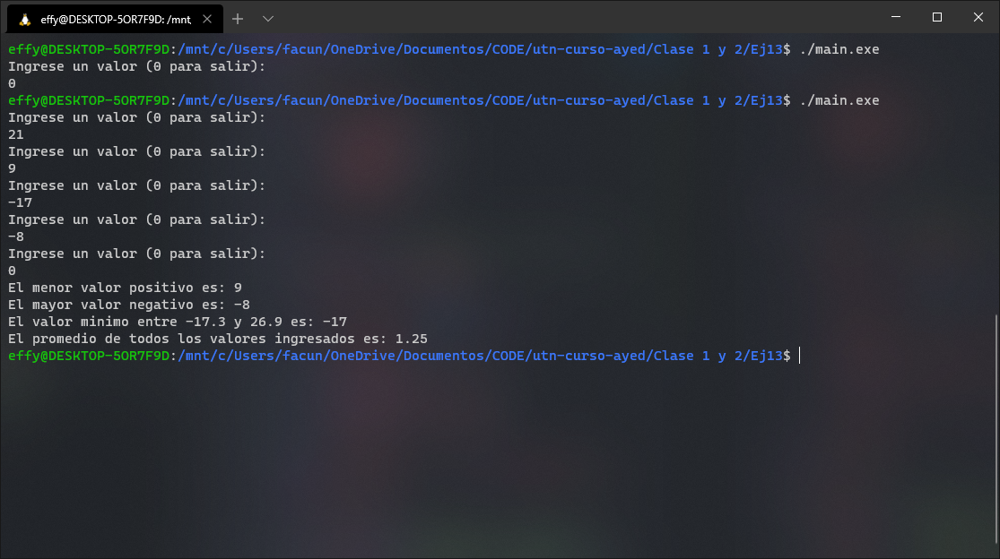 effy@DESKTOP-5OR7F9D: /mnt,
effy@DESKTOP-5OR7F9D:/mnt/c/Users/facun/OneDrive/Documentos/CODE/utn-curso-ayed/Clase 1 y 2/Ej13$ ./main.exe
Ingrese un valor (0 para salir):
0
effy@DESKTOP-5OR7F9D:/mnt/c/Users/facun/OneDrive/Documentos/CODE/utn-curso-ayed/Clase 1 y 2/Ej13$ ./main.exe
Ingrese un valor (0 para salir):
21
Ingrese un valor (0 para salir):
9
Ingrese un valor (0 para salir):
-17
Ingrese un valor (0 para salir):
-8
Ingrese un valor (0 para salir):
0
El menor valor positivo es: 9
El mayor valor negativo es: -8
El valor minimo entre -17.3 y 26.9 es: -17
El promedio de todos los valores ingresados es: 1.25
effy@DESKTOP-5OR7F9D:/mnt/c/Users/facun/OneDrive/Documentos/CODE/utn-curso-ayed/Clase 1 y 2/Ej13$